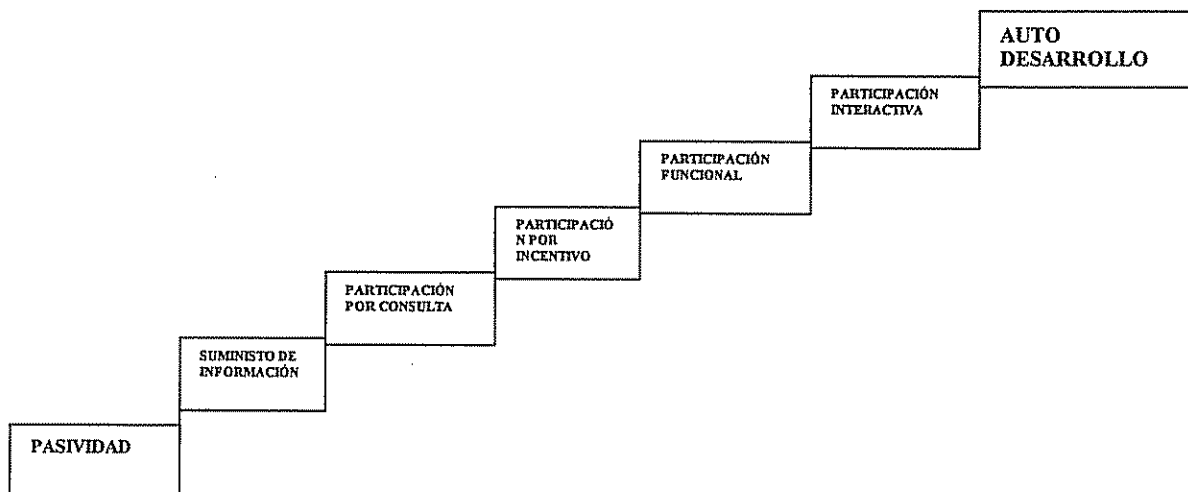 AUTO
DESARROLLO
PARTICIPACIÓN
INTERACTIVA
PARTICIPACIÓN
FUNCIONAL
PARTICIPACIÓ
N POR
INCENTIVO
PARTICIPACIÓN
POR CONSULTA
SUMINISTO DE
INFORMACIÓN
PASIVIDAD